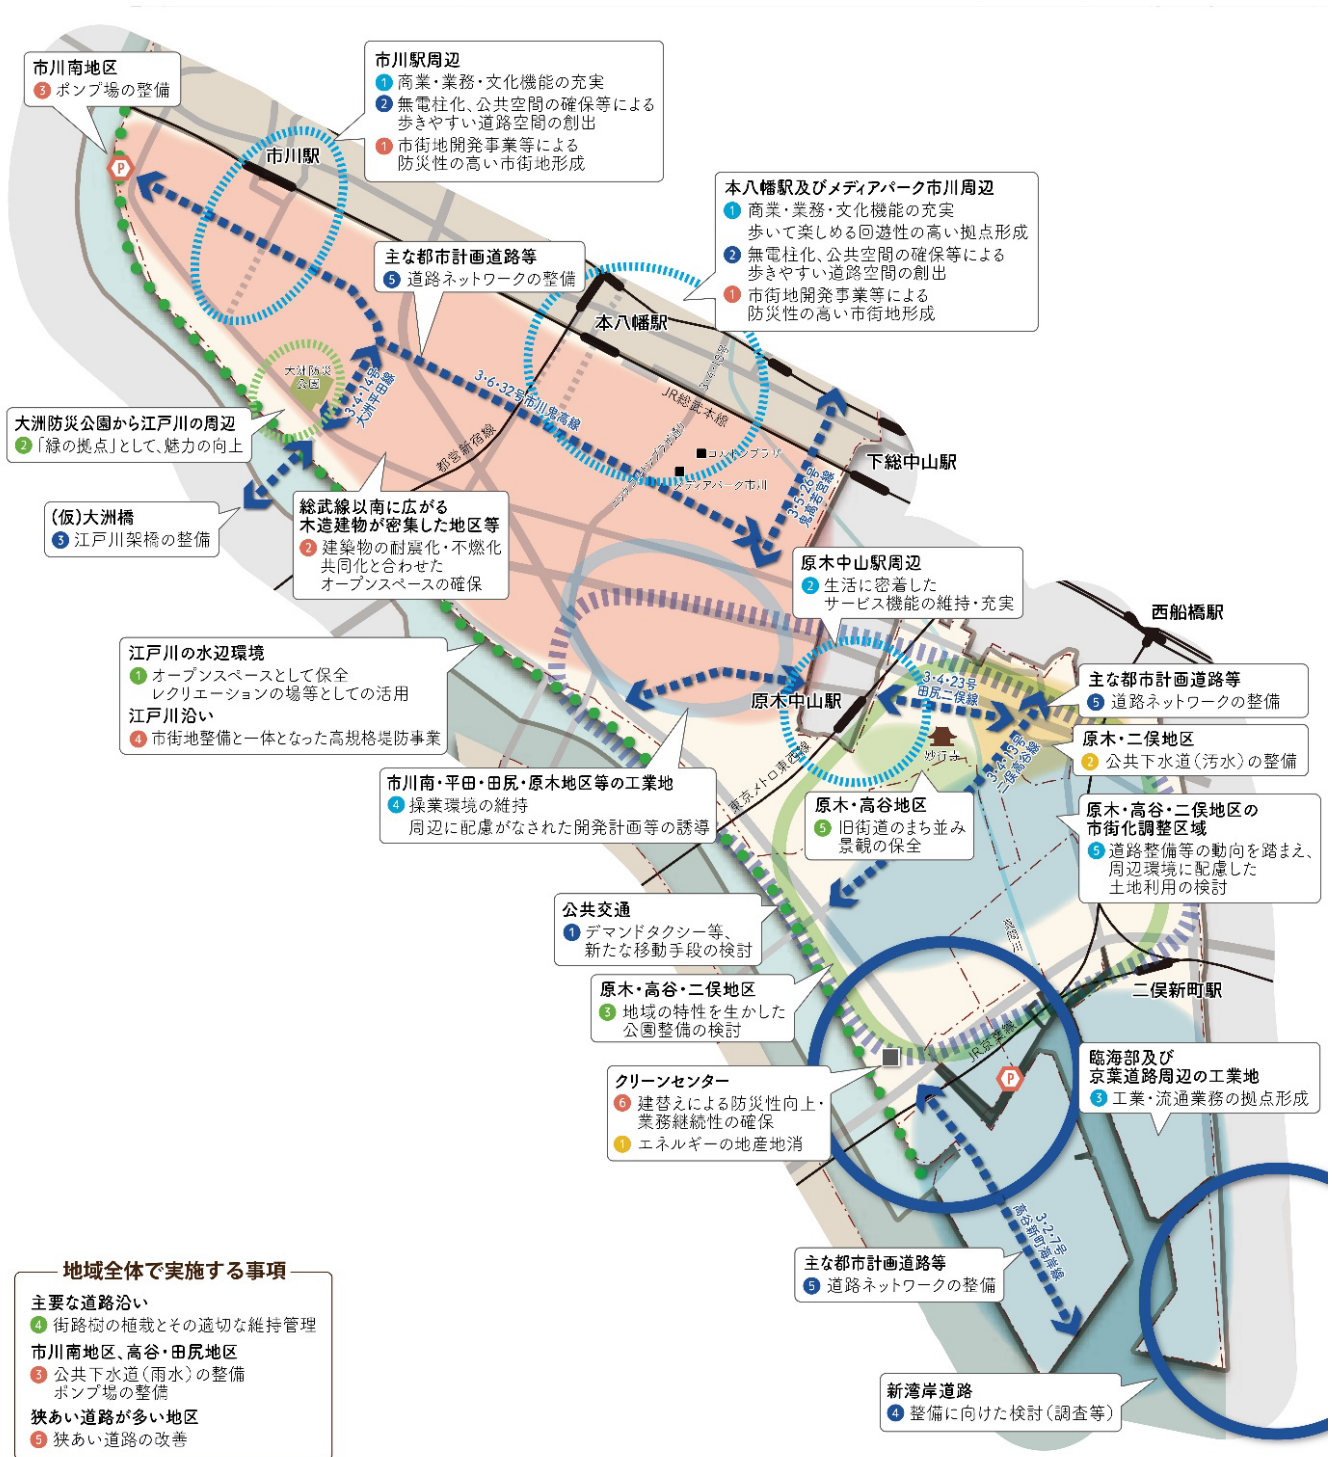 市川南地区
3 ポンプ場の整備
市川駅周辺
1 商業・業務・文化機能の充実
2 無電柱化、公共空間の確保等による
歩きやすい道路空間の創出
1 市街地開発事業等による
防災性の高い市街地形成
市川駅
P
本八幡駅及びメディアパーク市川周辺
1 商業・業務・文化機能の充実
歩いて楽しめる回遊性の高い拠点形成
2 無電柱化、公共空間の確保等による
歩きやすい道路空間の創出
1 市街地開発事業等による
防災性の高い市街地形成
主な都市計画道路等
5 道路ネットワークの整備
本八幡駅
3・4・18号
JR総武本線
3・6・32号市川鬼高線
大洲防災
公園
3・4・14号
大洲平田線
大洲防災公園から江戸川の周辺
2 「緑の拠点」として、魅力の向上
都営新宿線
コルトンプラザ
メディアパーク市川
下総中山駅
3・5・26号
鬼高若宮線
(仮)大洲橋
3 江戸川架橋の整備
総武線以南に広がる
木造建物が密集した地区等
2 建築物の耐震化・不燃化
共同化と合わせた
オープンスペースの確保
原木中山駅周辺
2 生活に密着した
サービス機能の維持・充実
西船橋駅
江戸川の水辺環境
1 オープンスペースとして保全
レクリエーションの場等としての活用
江戸川沿い
4 市街地整備と一体となった高規格堤防事業
原木中山駅
3・4・23号
田尻二俣線
主な都市計画道路等
5 道路ネットワークの整備
原木・二俣地区
2 公共下水道(汚水)の整備
妙行寺
3・4・13号
二俣高谷線
市川南・平田・田尻・原木地区等の工業地
4 操業環境の維持
周辺に配慮がなされた開発計画等の誘導
東京メトロ東西線
原木・高谷地区
5 旧街道のまち並み
景観の保全
原木・高谷・二俣地区の
市街化調整区域
5 道路整備等の動向を踏まえ、
周辺環境に配慮した
土地利用の検討
公共交通
1 デマンドタクシー等、
新たな移動手段の検討
原木・高谷・二俣地区
3 地域の特性を生かした
公園整備の検討
二俣新町駅
JR京葉線
P
クリーンセンター
6 建替えによる防災性向上・
業務継続性の確保
1 エネルギーの地産地消
臨海部及び
京葉道路周辺の工業地
3 工業・流通業務の拠点形成
3・2・7号
高谷新町海岸線
主な都市計画道路等
5 道路ネットワークの整備
新湾岸道路
4 整備に向けた検討(調査等)
地域全体で実施する事項
主要な道路沿い
4 街路樹の植栽とその適切な維持管理
市川南地区、高谷・田尻地区
3 公共下水道(雨水)の整備
ポンプ場の整備
狭あい道路が多い地区
5 狭あい道路の改善